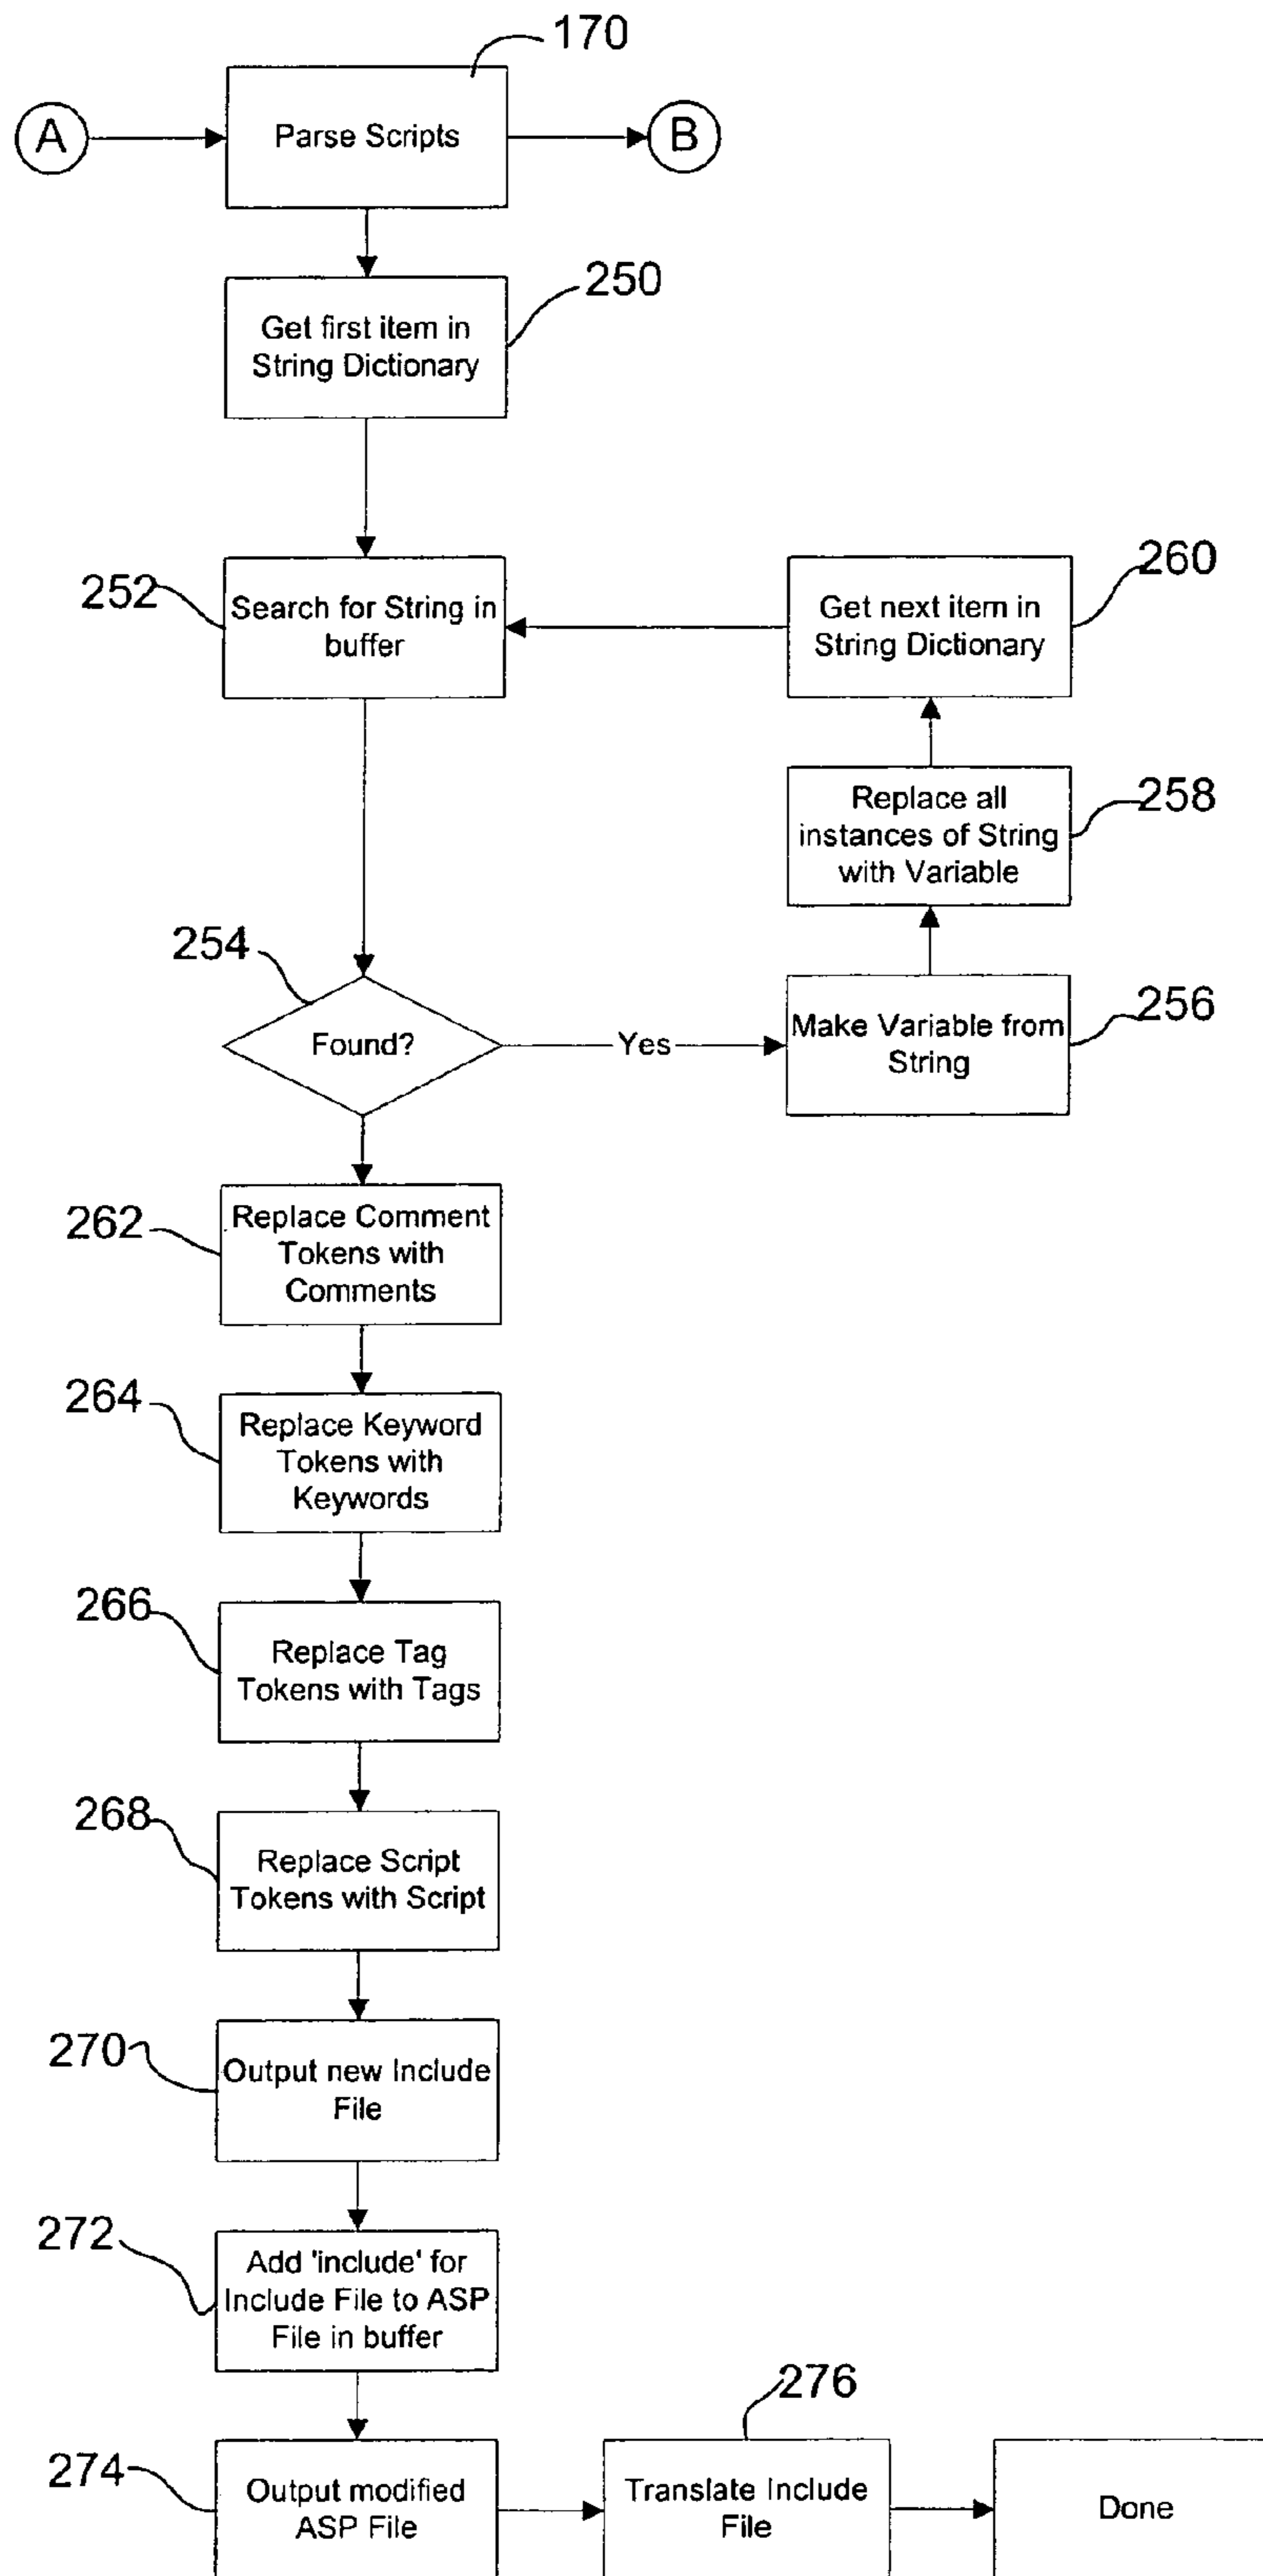 170
A
Parse Scripts
B
250
Get first item in
String Dictionary
252
Search for String in
buffer
260
Get next item in
String Dictionary
258
Replace all
instances of String
with Variable
254
Found?
Yes
256
Make Variable from
String
262
Replace Comment
Tokens with
Comments
264
Replace Keyword
Tokens with
Keywords
266
Replace Tag
Tokens with Tags
268
Replace Script
Tokens with Script
270
Output new Include
File
272
Add 'include' for
Include File to ASP
File in buffer
276
274
Output modified
ASP File
Translate Include
File
Done